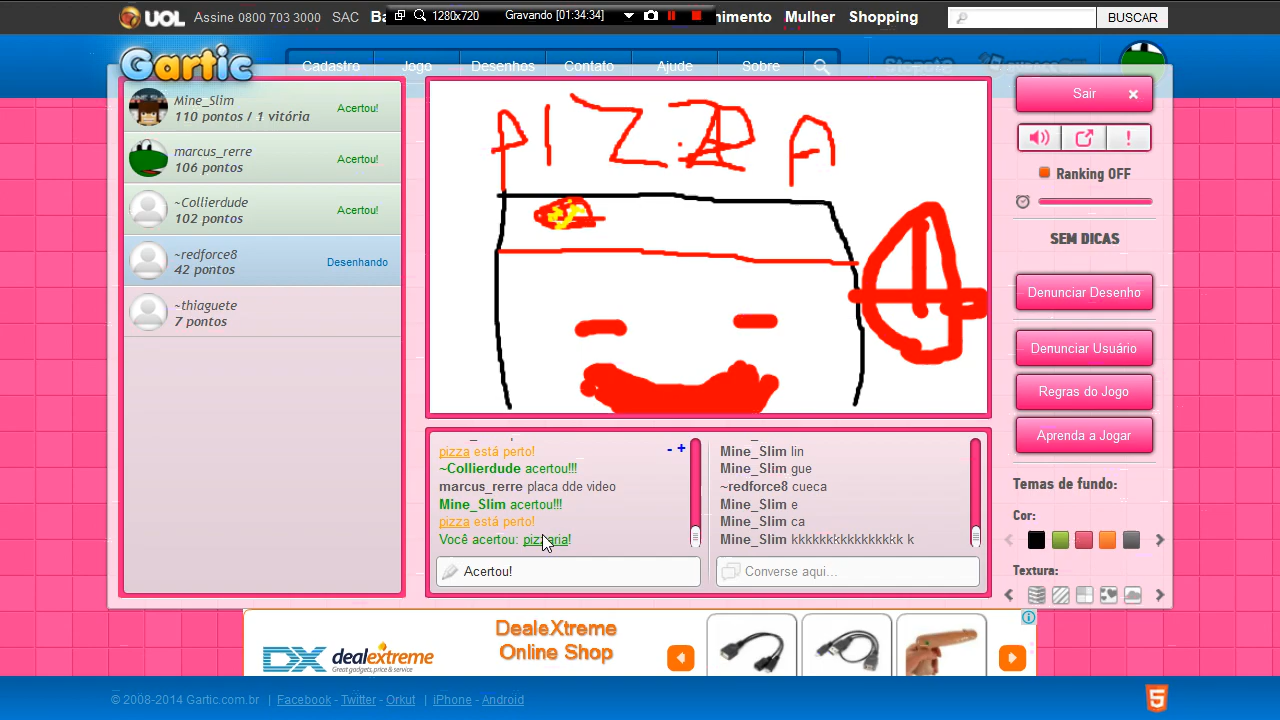 UOL Assine 0800 703 3000 SAC Ba 1280x720 Gravando [01:34:34] himento Mulher Shopping BUSCAR
Gartic Cadastro Jogo Desenhos Contato Ajuda Sobre
Mine_Slim
110 pontos / 1 vitória
Acertou!
marcus_rerre
106 pontos
Acertou!
~Collierdude
102 pontos
Acertou!
~redforce8
42 pontos
Desenhando
~thiaguete
7 pontos
PIZZA
pizza está perto!
~Collierdude acertou!!!
marcus_rerre placa dde video
Mine_Slim acertou!!!
pizza está perto!
Você acertou: pizzaria!
Acertou!
- +
Mine_Slim lin
Mine_Slim gue
~redforce8 cueca
Mine_Slim e
Mine_Slim ca
Mine_Slim kkkkkkkkkkkkkkkkk k
Converse aqui...
Sair ×
!
Ranking OFF
SEM DICAS
Denunciar Desenho
Denunciar Usuário
Regras do Jogo
Aprenda a Jogar
Temas de fundo:
Cor:
Textura:
DX dealextreme
Great gadgets, price & service
DealeXtreme
Online Shop
© 2008-2014 Gartic.com.br | Facebook - Twitter - Orkut | iPhone - Android
5